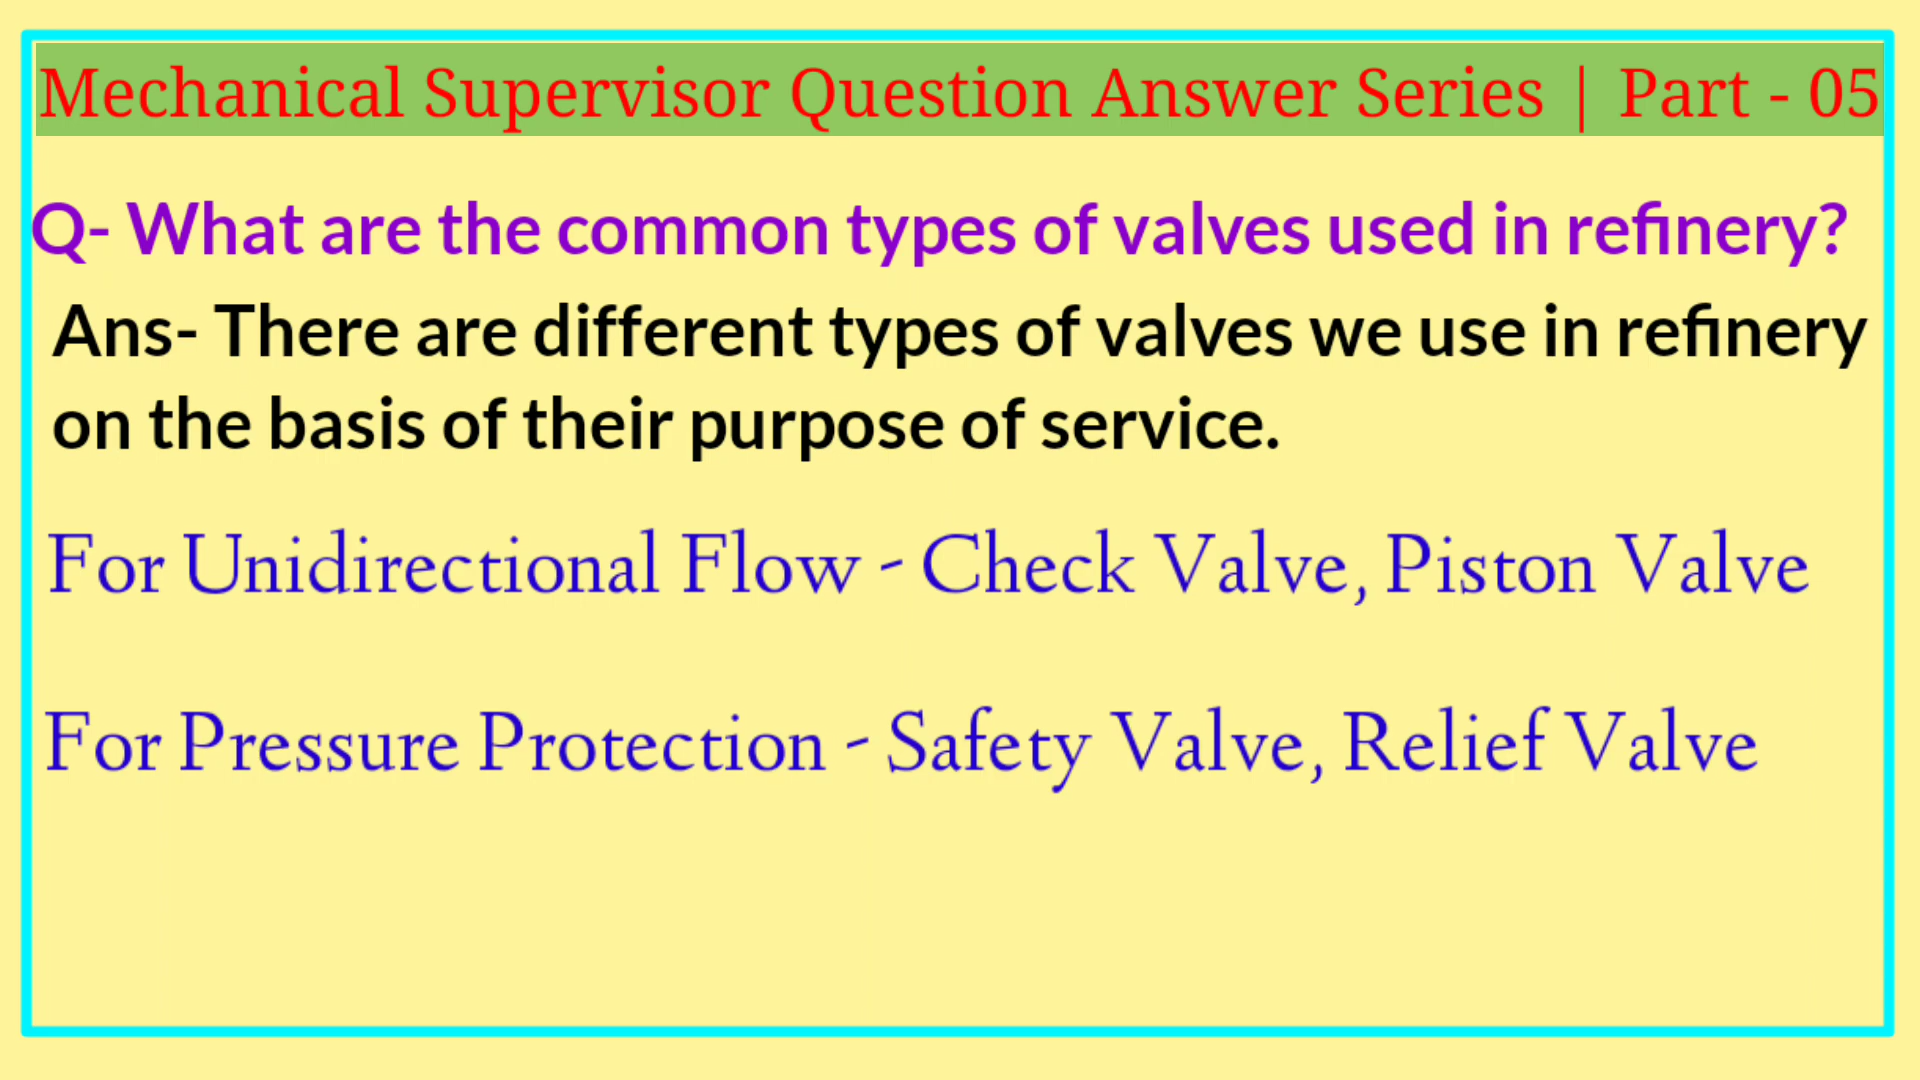 Mechanical Supervisor Question Answer Series | Part - 05
Q- What are the common types of valves used in refinery?
Ans- There are different types of valves we use in refinery
on the basis of their purpose of service.
For Unidirectional Flow - Check Valve, Piston Valve
For Pressure Protection - Safety Valve, Relief Valve